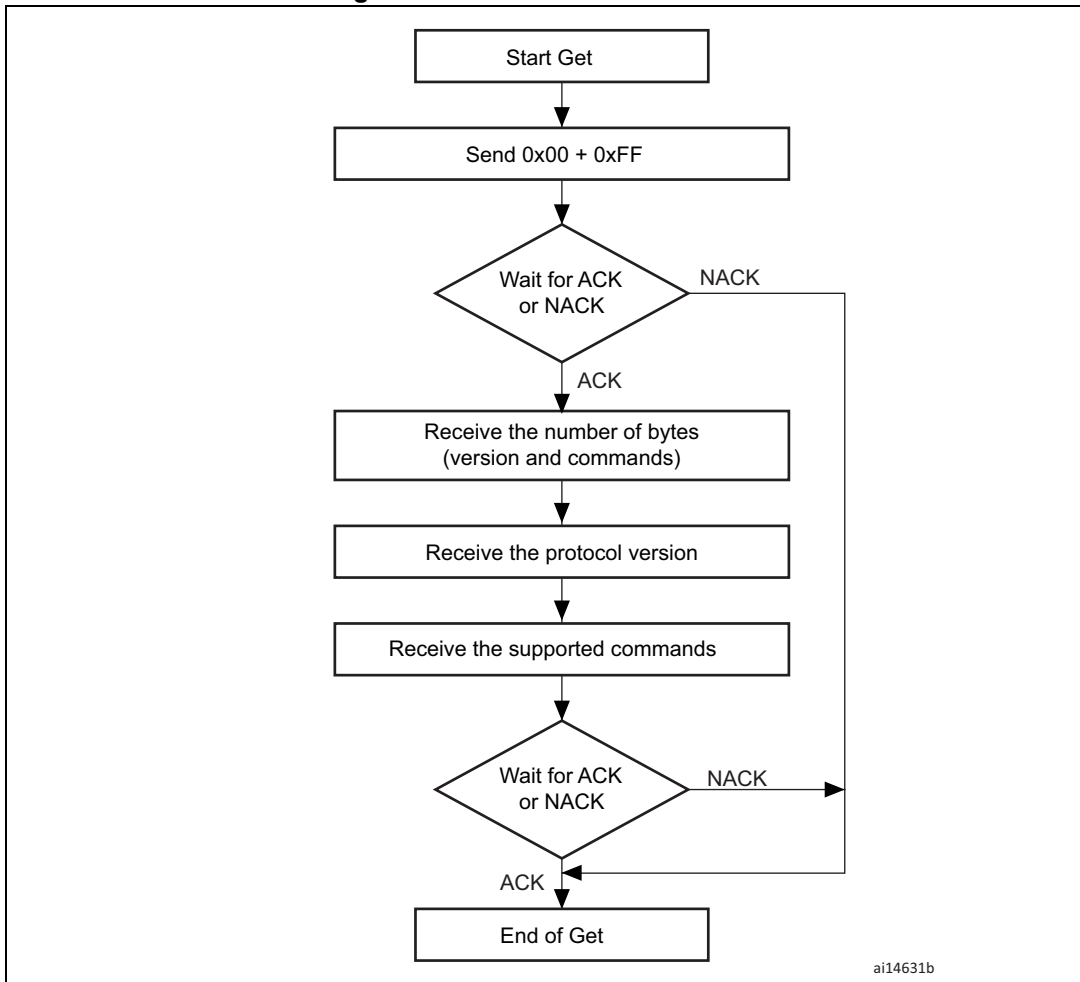 Start Get
Send 0x00 + 0xFF
Wait for ACK
or NACK
NACK
ACK
Receive the number of bytes
(version and commands)
Receive the protocol version
Receive the supported commands
Wait for ACK
or NACK
NACK
ACK
End of Get
ai14631b